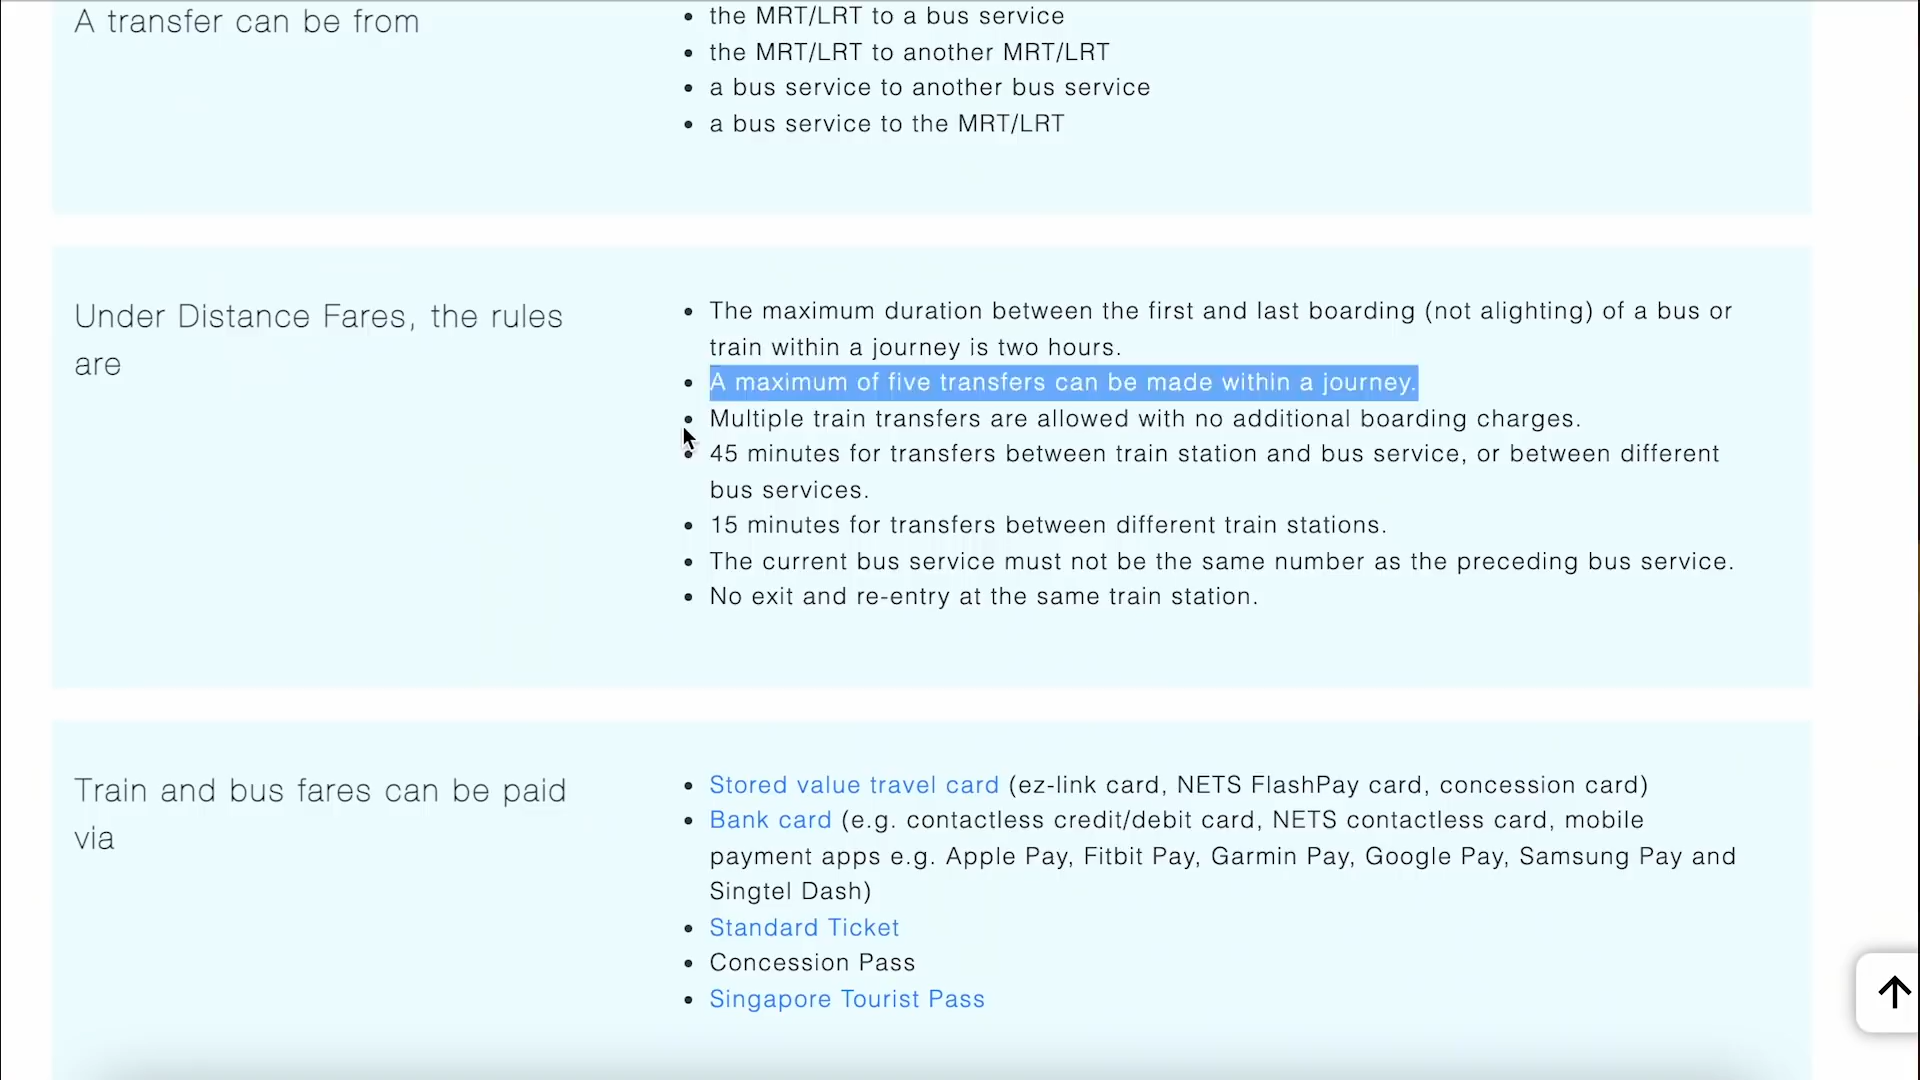 A transfer can be from
• the MRT/LRT to a bus service
• the MRT/LRT to another MRT/LRT
• a bus service to another bus service
• a bus service to the MRT/LRT
Under Distance Fares, the rules
are
• The maximum duration between the first and last boarding (not alighting) of a bus or
train within a journey is two hours.
• A maximum of five transfers can be made within a journey.
• Multiple train transfers are allowed with no additional boarding charges.
• 45 minutes for transfers between train station and bus service, or between different
bus services.
• 15 minutes for transfers between different train stations.
• The current bus service must not be the same number as the preceding bus service.
• No exit and re-entry at the same train station.
Train and bus fares can be paid
via
• Stored value travel card (ez-link card, NETS FlashPay card, concession card)
• Bank card (e.g. contactless credit/debit card, NETS contactless card, mobile
payment apps e.g. Apple Pay, Fitbit Pay, Garmin Pay, Google Pay, Samsung Pay and
Singtel Dash)
• Standard Ticket
• Concession Pass
• Singapore Tourist Pass